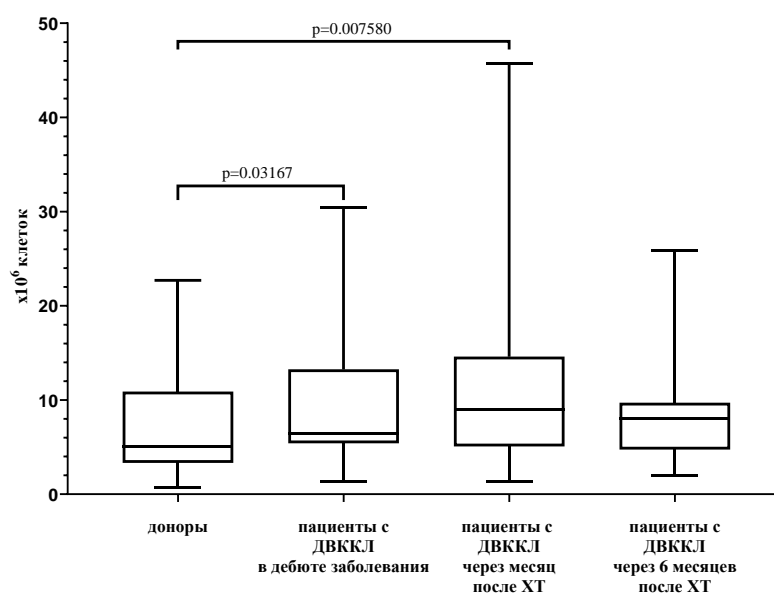 50
p=0.007580
40
p=0.03167
30
x10⁶ клеток
20
10
0
доноры
пациенты с
ДВККЛ
в дебюте заболевания
пациенты с
ДВККЛ
через месяц
после ХТ
пациенты с
ДВККЛ
через 6 месяцев
после ХТ